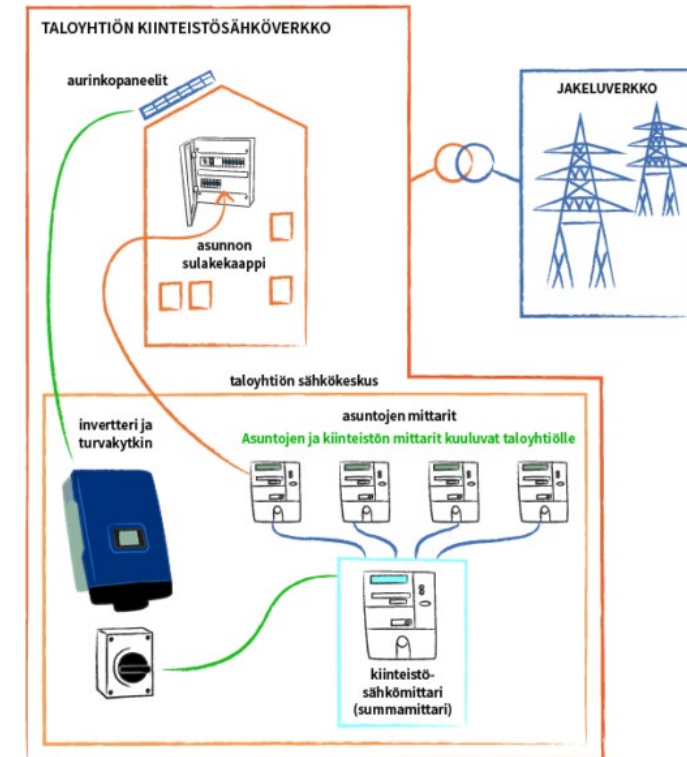 TALOYHTIÖN KIINTEISTÖSÄHKÖVERKKO
aurinkopaneelit
JAKELUVERKKO
asunnon
sulakekaappi
taloyhtiön sähkökeskus
invertteri ja
turvakytkin
asuntojen mittarit
Asuntojen ja kiinteistön mittarit kuuluvat taloyhtiölle
kiinteistö-
sähkömittari
(summamittari)